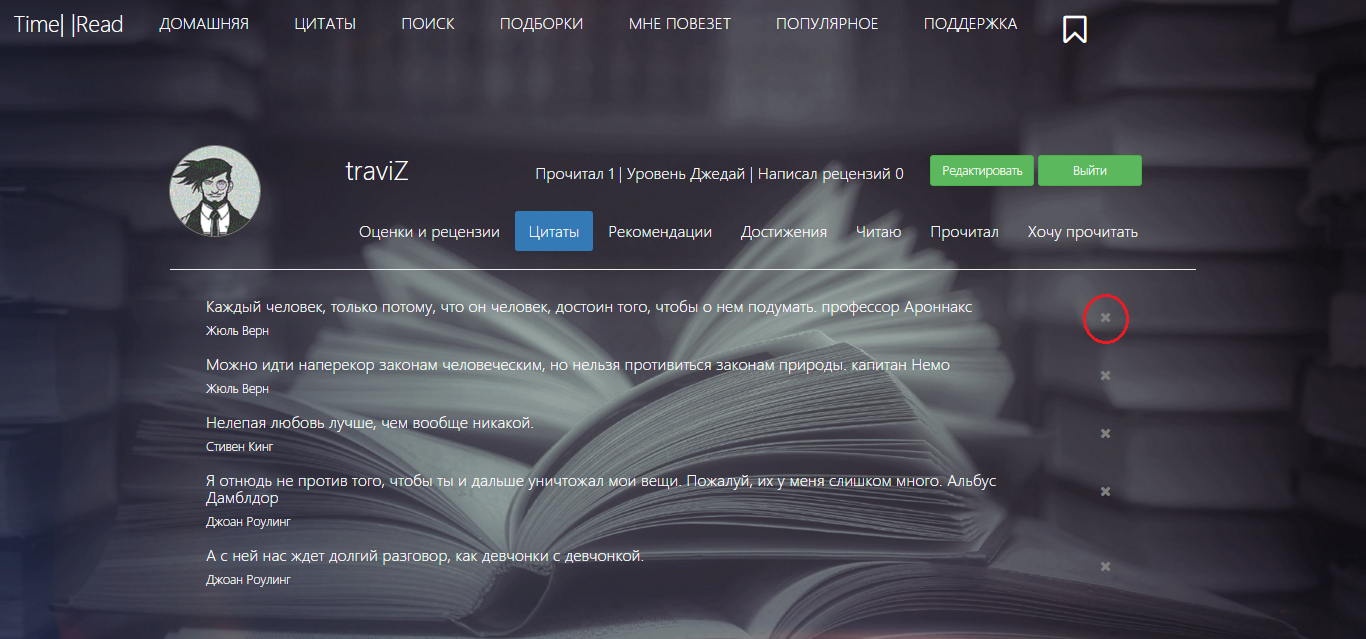 Time| |Read ДОМАШНЯЯ ЦИТАТЫ ПОИСК ПОДБОРКИ МНЕ ПОВЕЗЕТ ПОПУЛЯРНОЕ ПОДДЕРЖКА
traviZ Прочитал 1 | Уровень Джедай | Написал рецензий 0 Редактировать Выйти
Оценки и рецензии Цитаты Рекомендации Достижения Читаю Прочитал Хочу прочитать
Каждый человек, только потому, что он человек, достоин того, чтобы о нем подумать. профессор Ароннакс
Жюль Верн
Можно идти наперекор законам человеческим, но нельзя противиться законам природы. капитан Немо
Жюль Верн
Нелепая любовь лучше, чем вообще никакой.
Стивен Кинг
Я отнюдь не против того, чтобы ты и дальше уничтожал мои вещи. Пожалуй, их у меня слишком много. Альбус
Дамблдор
Джоан Роулинг
А с ней нас ждет долгий разговор, как девчонки с девчонкой.
Джоан Роулинг